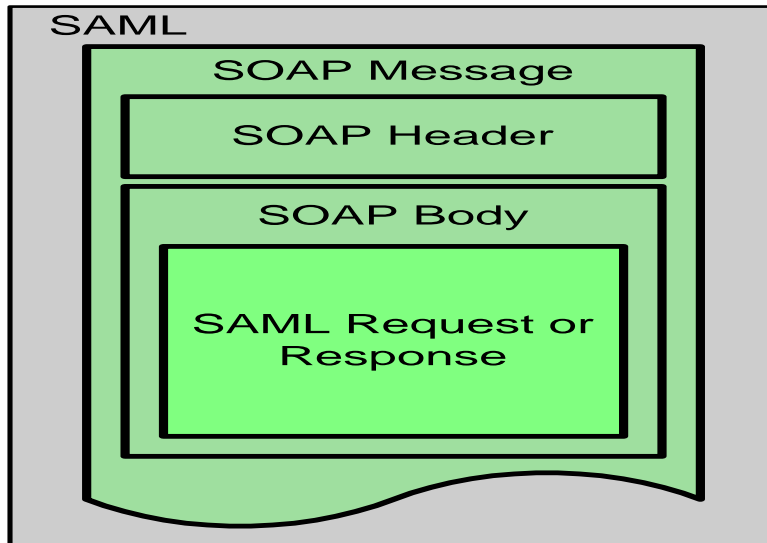 SAML
SOAP Message
SOAP Header
SOAP Body
SAML Request or
Response